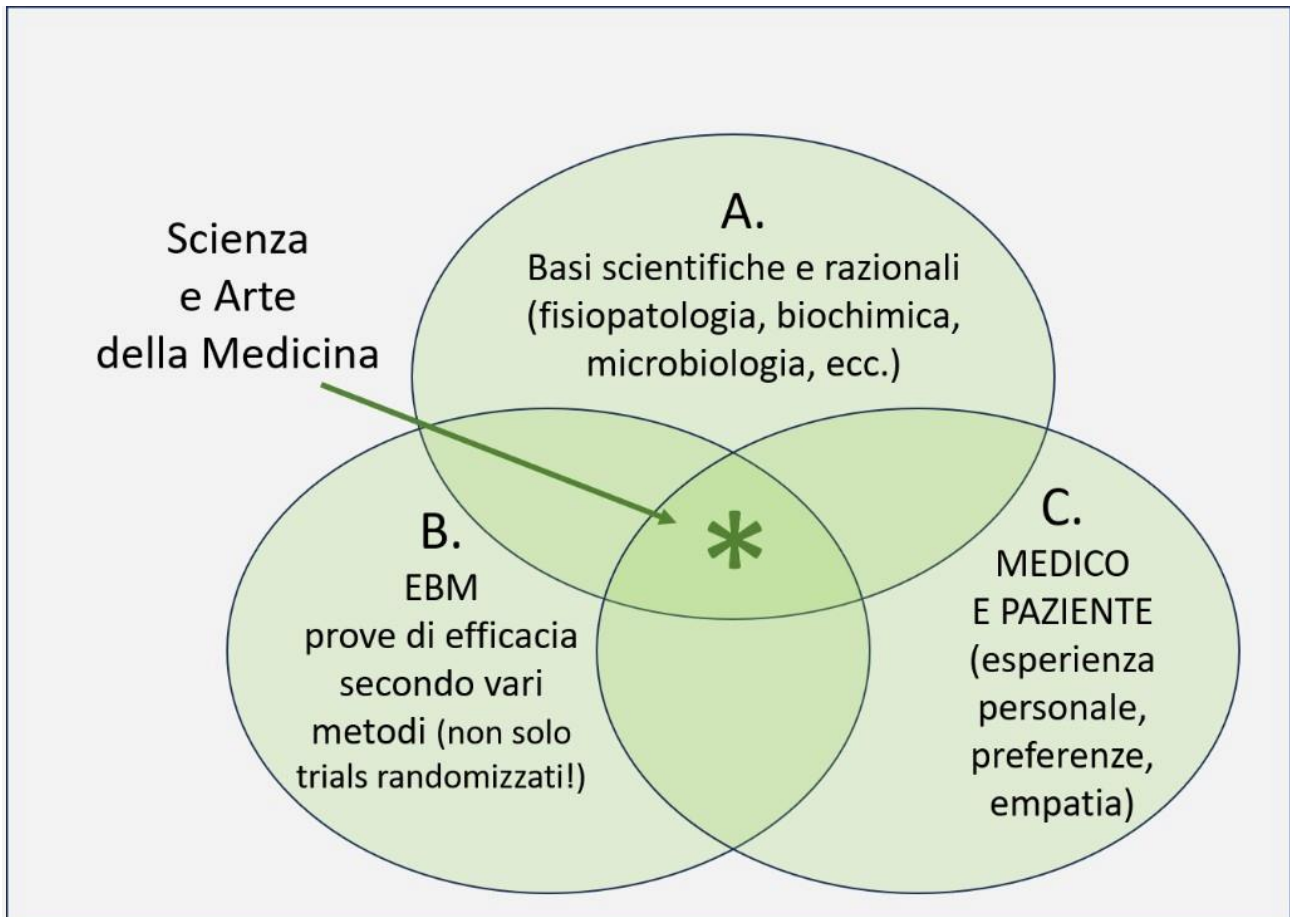 Scienza
e Arte
della Medicina
A.
Basi scientifiche e razionali
(fisiopatologia, biochimica,
microbiologia, ecc.)
*
B.
EBM
prove di efficacia
secondo vari
metodi (non solo
trials randomizzati!)
C.
MEDICO
E PAZIENTE
(esperienza
personale,
preferenze,
empatia)